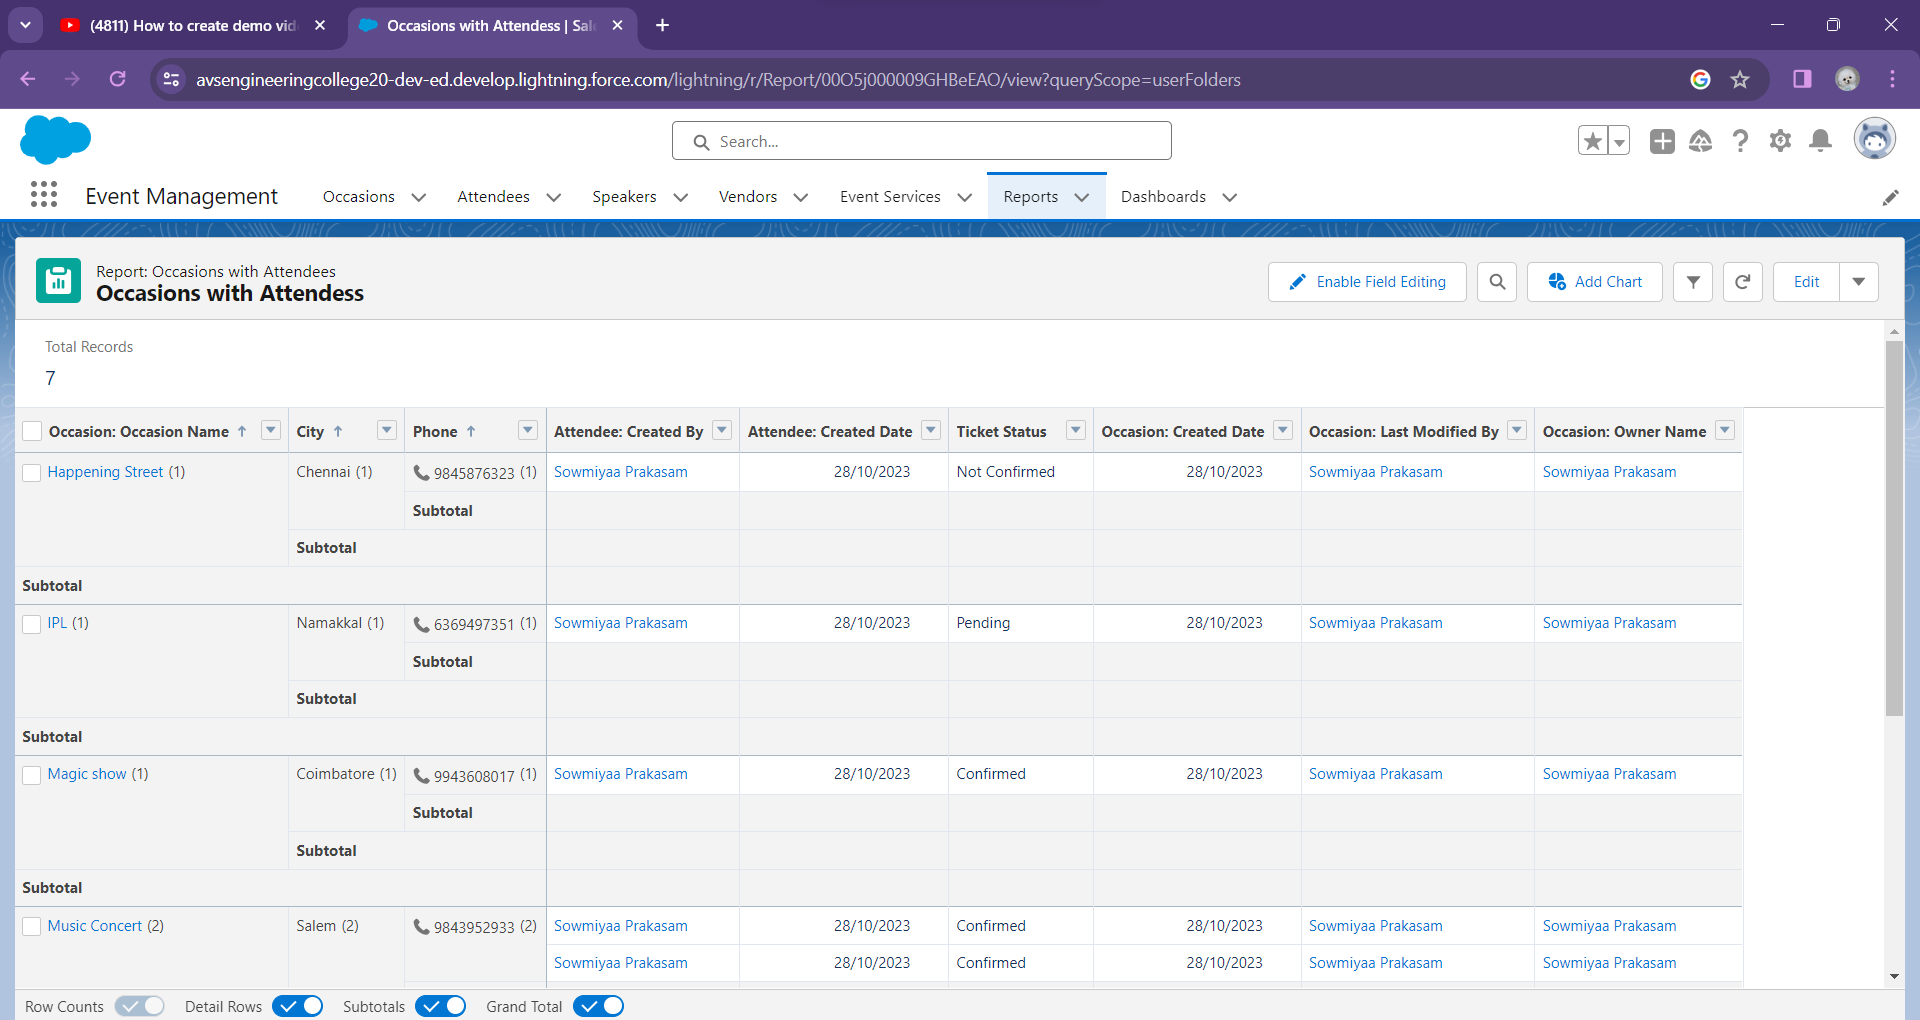 (4811) How to create demo vid
Occasions with Attendess | Sal
avsengineeringcollege20-dev-ed.develop.lightning.force.com/lightning/r/Report/00O5j000009GHBeEAO/view?queryScope=userFolders
Search...
Event Management Occasions Attendees Speakers Vendors Event Services Reports Dashboards
Report: Occasions with Attendees
Occasions with Attendess
Enable Field Editing Add Chart Edit
Total Records
7
Occasion: Occasion Name ↑ City ↑ Phone ↑ Attendee: Created By Attendee: Created Date Ticket Status Occasion: Created Date Occasion: Last Modified By Occasion: Owner Name
Happening Street (1) Chennai (1) 9845876323 (1) Sowmiyaa Prakasam 28/10/2023 Not Confirmed 28/10/2023 Sowmiyaa Prakasam Sowmiyaa Prakasam
Subtotal
Subtotal
Subtotal
IPL (1) Namakkal (1) 6369497351 (1) Sowmiyaa Prakasam 28/10/2023 Pending 28/10/2023 Sowmiyaa Prakasam Sowmiyaa Prakasam
Subtotal
Subtotal
Subtotal
Magic show (1) Coimbatore (1) 9943608017 (1) Sowmiyaa Prakasam 28/10/2023 Confirmed 28/10/2023 Sowmiyaa Prakasam Sowmiyaa Prakasam
Subtotal
Subtotal
Subtotal
Music Concert (2) Salem (2) 9843952933 (2) Sowmiyaa Prakasam 28/10/2023 Confirmed 28/10/2023 Sowmiyaa Prakasam Sowmiyaa Prakasam
Sowmiyaa Prakasam 28/10/2023 Confirmed 28/10/2023 Sowmiyaa Prakasam Sowmiyaa Prakasam
Row Counts Detail Rows Subtotals Grand Total